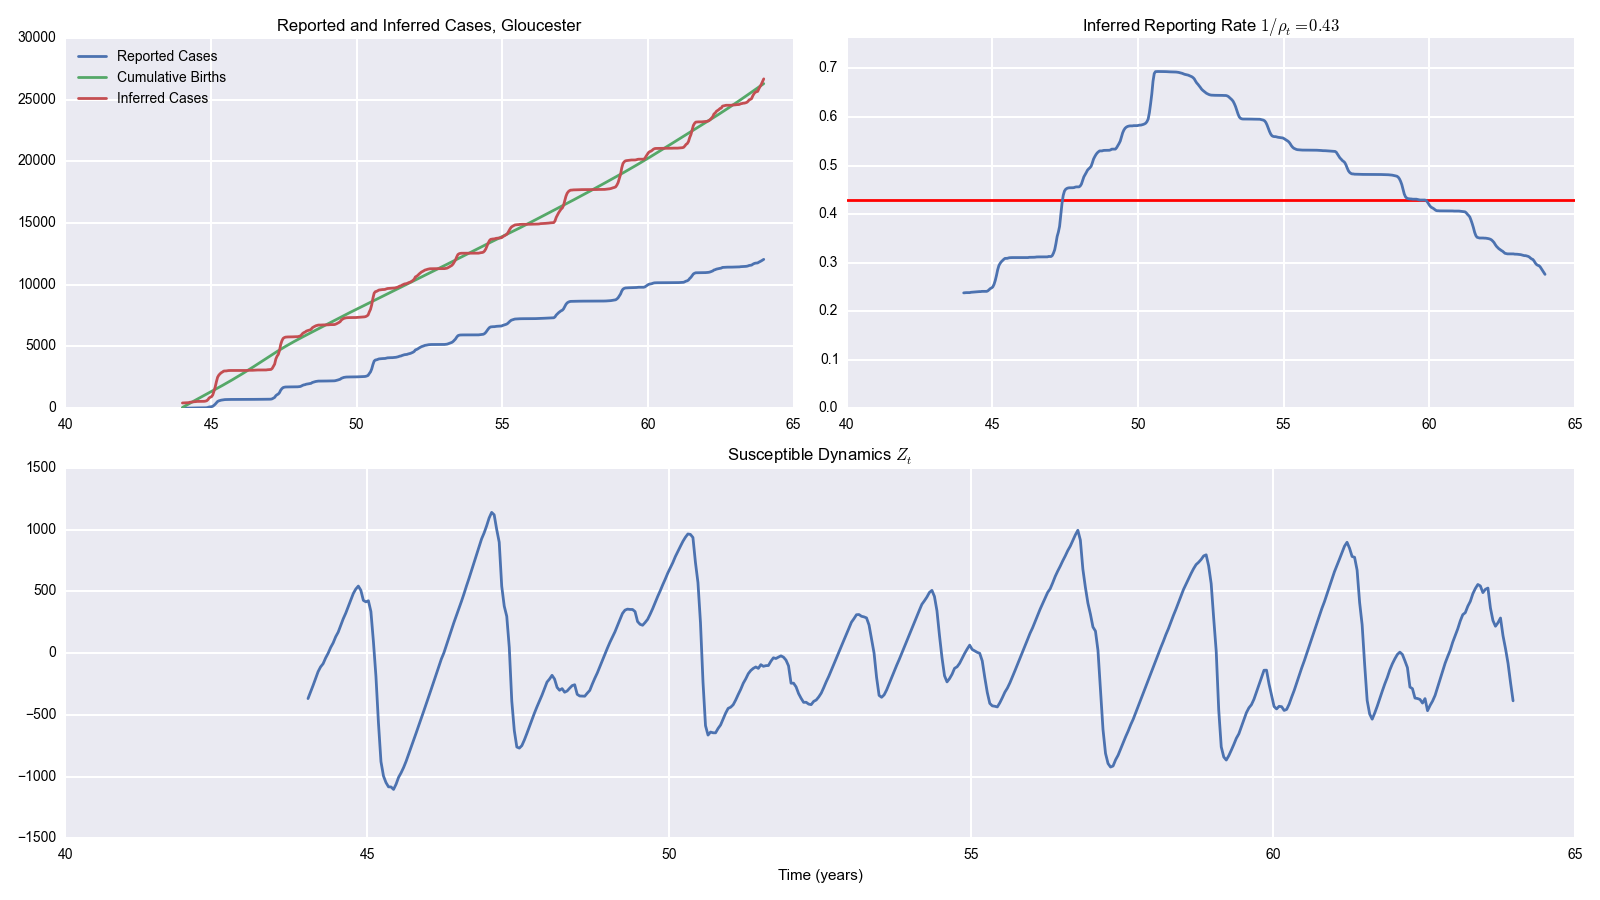 Reported and Inferred Cases, Gloucester
30000
25000
20000
15000
10000
5000
0
40 45 50 55 60 65
Reported Cases
Cumulative Births
Inferred Cases
Inferred Reporting Rate 1/ρt = 0.43
0.7
0.6
0.5
0.4
0.3
0.2
0.1
0.0
40 45 50 55 60 65
Susceptible Dynamics Zt
1500
1000
500
0
−500
−1000
−1500
40 45 50 55 60 65
Time (years)